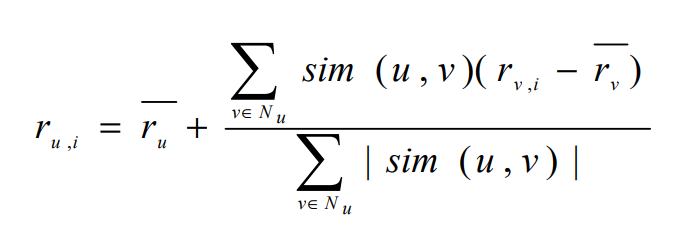 $$r_{u,i} = \overline{r_u} + \frac{\sum_{v \in N_u} sim(u,v)(r_{v,i} - \overline{r_v})}{\sum_{v \in N_u} |sim(u,v)|}$$